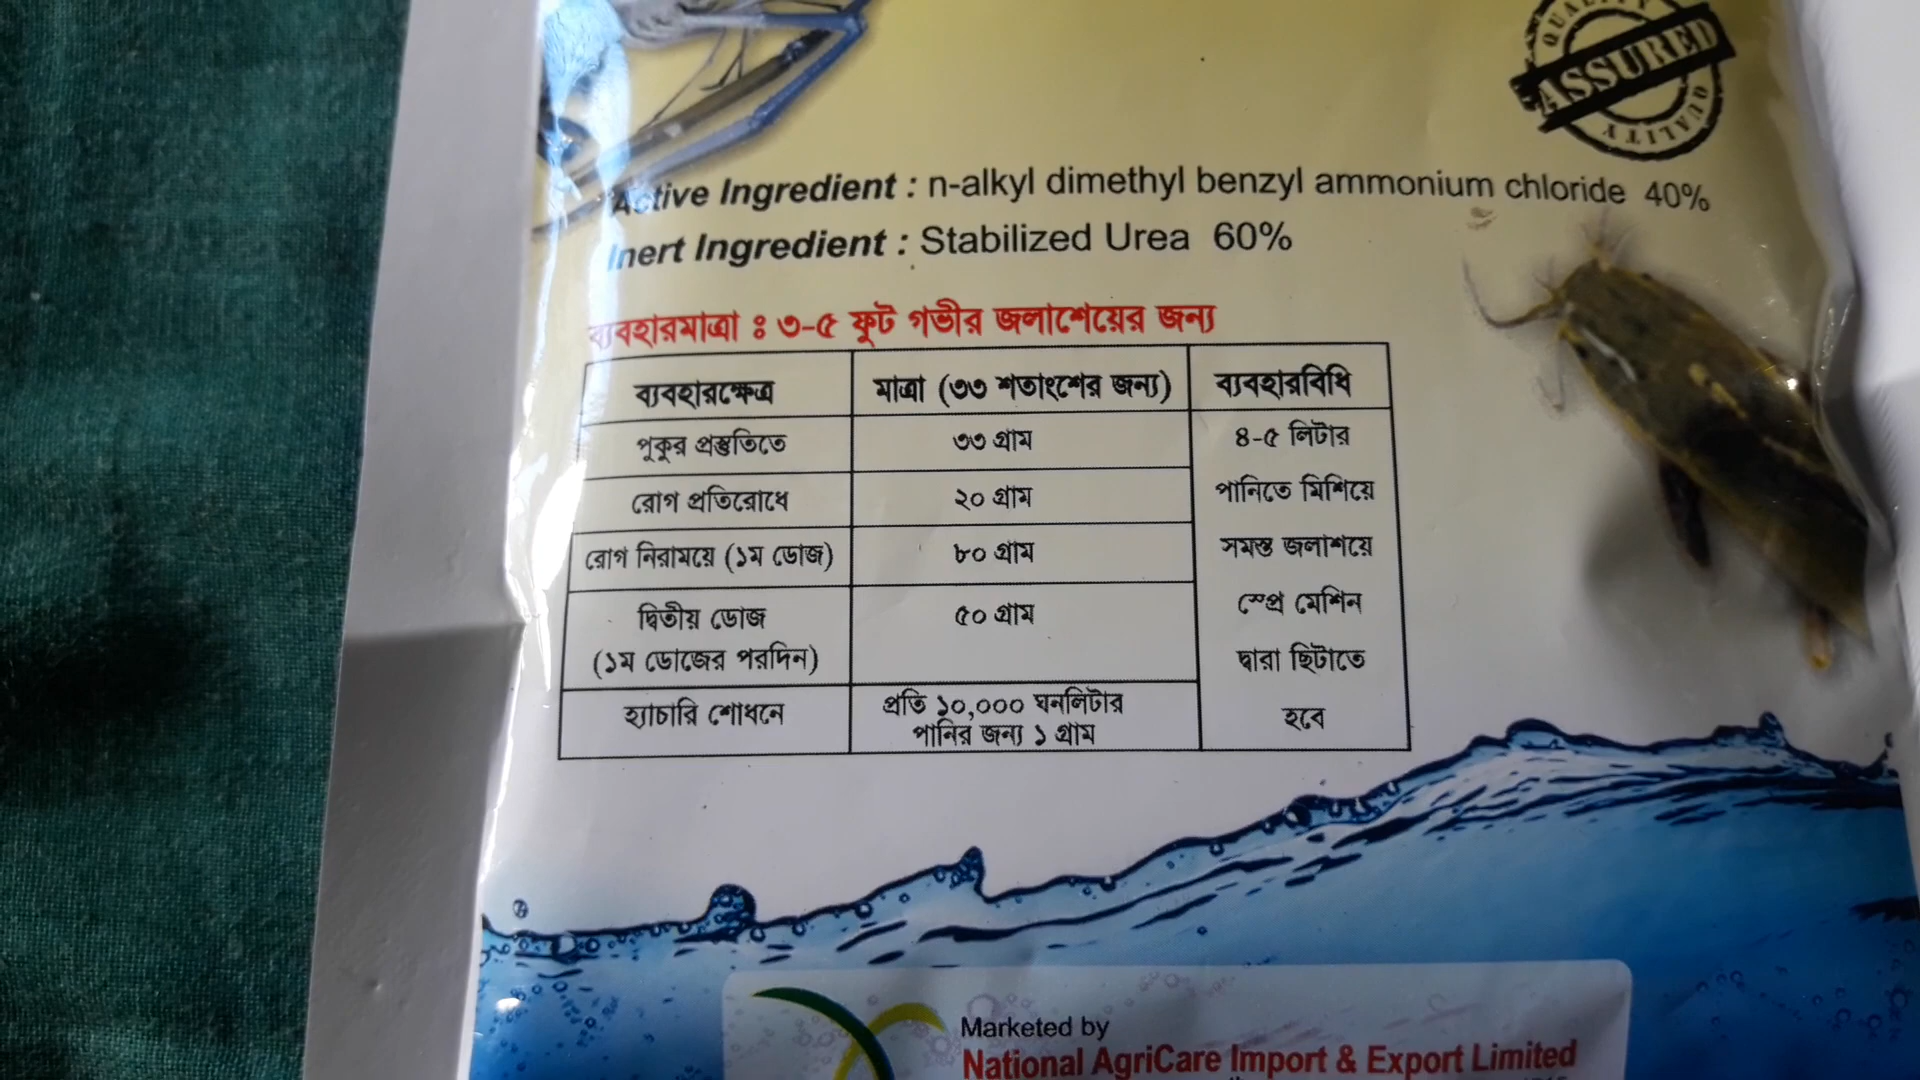 QUALITY
ASSURED
QUALITY
Active Ingredient : n-alkyl dimethyl benzyl ammonium chloride 40%
Inert Ingredient : Stabilized Urea 60%
ব্যবহারমাত্রা ঃ ৩-৫ ফুট গভীর জলাশেয়ের জন্য
ব্যবহারক্ষেত্র মাত্রা (৩৩ শতাংশের জন্য) ব্যবহারবিধি
পুকুর প্রস্তুতিতে ৩৩ গ্রাম ৪-৫ লিটার
রোগ প্রতিরোধে ২০ গ্রাম পানিতে মিশিয়ে
রোগ নিরাময়ে (১ম ডোজ) ৮০ গ্রাম সমস্ত জলাশয়ে
দ্বিতীয় ডোজ ৫০ গ্রাম স্প্রে মেশিন
(১ম ডোজের পরদিন) দ্বারা ছিটাতে
হ্যাচারি শোধনে প্রতি ১০,০০০ ঘনলিটার হবে
পানির জন্য ১ গ্রাম
Marketed by
National AgriCare Import & Export Limited